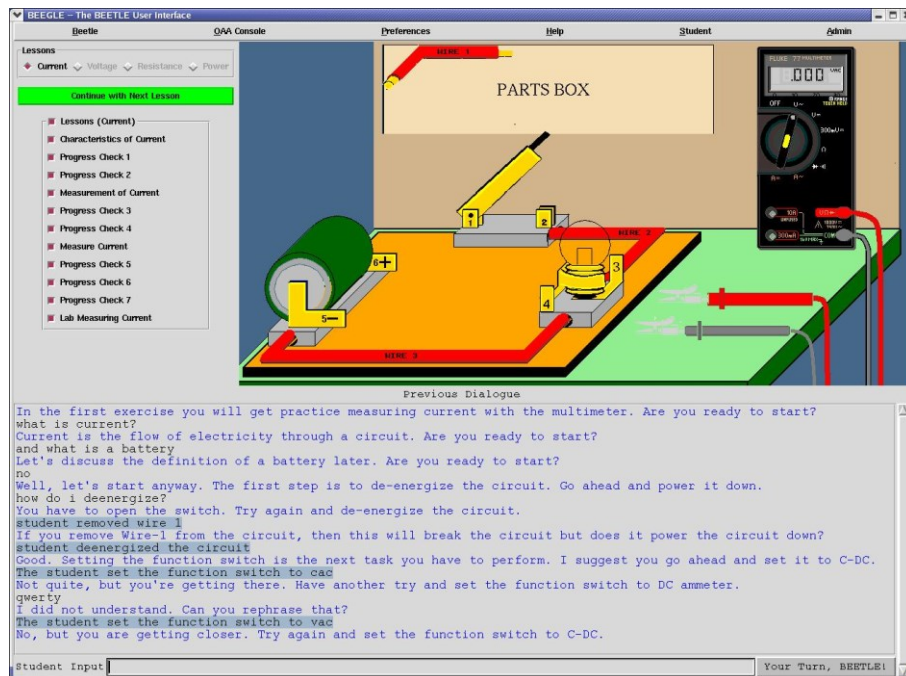 BEEGLE – The BEETLE User Interface
Beetle OAA Console Preferences Help Student Admin
Lessons
Current Voltage Resistance Power
Continue with Next Lesson
Lessons (Current)
Characteristics of Current
Progress Check 1
Progress Check 2
Measurement of Current
Progress Check 3
Progress Check 4
Measure Current
Progress Check 5
Progress Check 6
Progress Check 7
Lab Measuring Current
WIRE 1
PARTS BOX
1
2
WIRE 2
3
4
6+
5-
WIRE 3
FLUKE 77 MULTIMETER
.000 VAC
OFF
300mV
10A
300mA
COM
Previous Dialogue
In the first exercise you will get practice measuring current with the multimeter. Are you ready to start?
what is current?
Current is the flow of electricity through a circuit. Are you ready to start?
and what is a battery
Let's discuss the definition of a battery later. Are you ready to start?
no
Well, let's start anyway. The first step is to de-energize the circuit. Go ahead and power it down.
how do i deenergize?
You have to open the switch. Try again and de-energize the circuit.
student removed wire 1
If you remove Wire-1 from the circuit, then this will break the circuit but does it power the circuit down?
student deenergized the circuit
Good. Setting the function switch is the next task you have to perform. I suggest you go ahead and set it to C-DC.
The student set the function switch to cac
Not quite, but you're getting there. Have another try and set the function switch to DC ammeter.
qwerty
I did not understand. Can you rephrase that?
The student set the function switch to vac
No, but you are getting closer. Try again and set the function switch to C-DC.
Student Input
Your Turn, BEETLE!